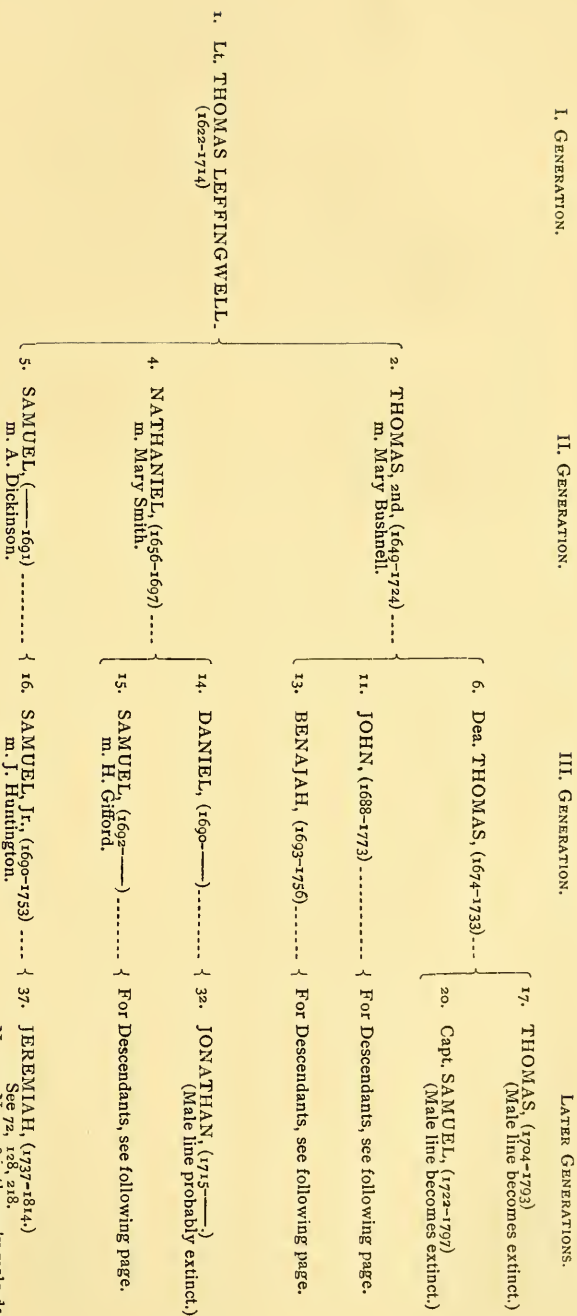 I. GENERATION. II. GENERATION. III. GENERATION. LATER GENERATIONS.
17. THOMAS, (1704-1793)
(Male line becomes extinct.)
6. Dea. THOMAS, (1674-1733)---
20. Capt. SAMUEL, (1722-1797)
(Male line becomes extinct.)
2. THOMAS, 2nd, (1649-1724) ----
m. Mary Bushnell.
11. JOHN, (1688-1773) ----------- { For Descendants, see following page.
13. BENAJAH, (1693-1756)------- { For Descendants, see following page.
1. Lt. THOMAS LEFFINGWELL.
(1622-1714)
14. DANIEL, (1690-——)--------- { 32. JONATHAN, (1715-——.)
(Male line probably extinct.)
4. NATHANIEL, (1656-1697) ----
m. Mary Smith.
15. SAMUEL, (1692-——) -------- { For Descendants, see following page.
m. H. Gifford.
5. SAMUEL, (——-1691) --------- { 16. SAMUEL, Jr., (1690-1753) ---- { 37. JEREMIAH, (1737-1814.)
m. A. Dickinson. m. J. Huntington. See 72, 128, 218.